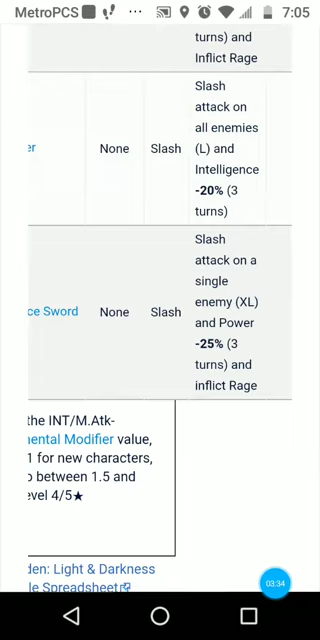 MetroPCS ... 7:05
turns) and
Inflict Rage
Slash
attack on
all enemies
er None Slash (L) and
Intelligence
-20% (3
turns)
Slash
attack on a
single
ce Sword None Slash enemy (XL)
and Power
-25% (3
turns) and
inflict Rage
the INT/M.Atk-
nental Modifier value,
1 for new characters,
o between 1.5 and
evel 4/5★
den: Light & Darkness
le Spreadsheet
03:34